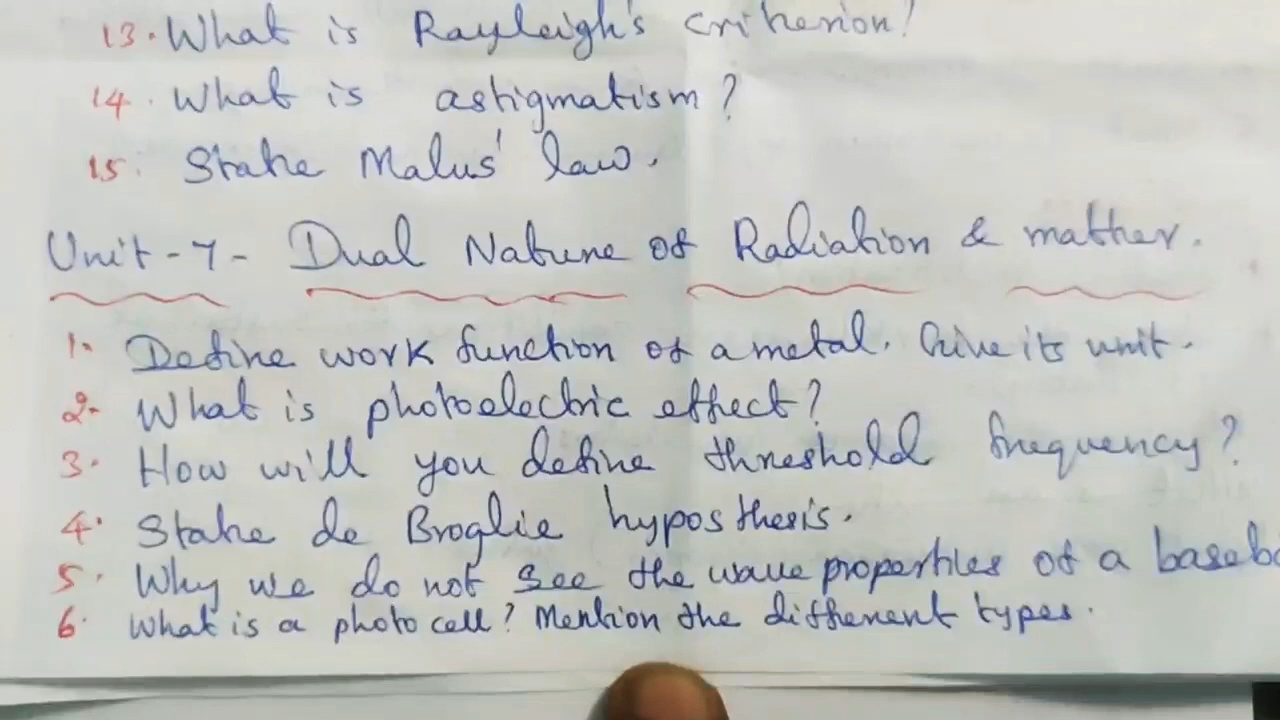 13. What is Rayleigh's criterion?
14. What is astigmatism?
15. State Malus' law.
Unit-7- Dual Nature of Radiation & matter.
1. Define work function of a metal. Give its unit.
2. What is photoelectric effect?
3. How will you define threshold frequency?
4. State de Broglie hyposthesis.
5. Why we do not see the wave properties of a baseba
6. What is a photo cell? Mention the different types.